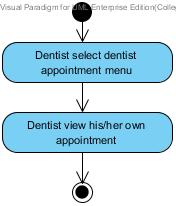 Visual Paradigm for UML Enterprise Edition(Colle
Dentist select dentist
appointment menu
Dentist view his/her own
appointment